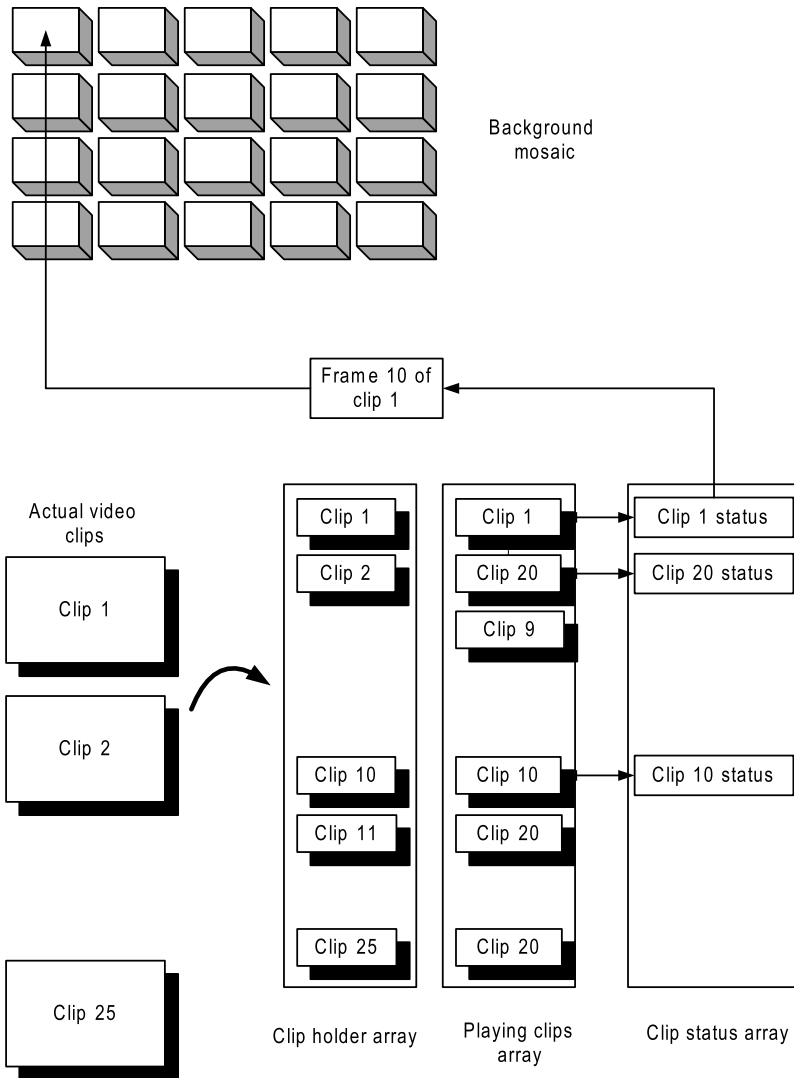 Background
mosaic
Frame 10 of
clip 1
Actual video
clips
Clip 1
Clip 2
Clip 25
Clip 1
Clip 2
Clip 10
Clip 11
Clip 25
Clip holder array
Clip 1
Clip 20
Clip 9
Clip 10
Clip 20
Clip 20
Playing clips
array
Clip 1 status
Clip 20 status
Clip 10 status
Clip status array